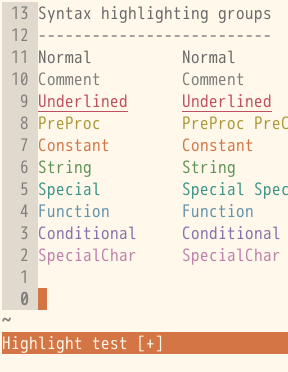 13 Syntax highlighting groups
12 --------------------------
11 Normal          Normal
10 Comment         Comment
 9 Underlined      Underlined
 8 PreProc         PreProc PreC
 7 Constant        Constant
 6 String          String
 5 Special         Special Spec
 4 Function        Function
 3 Conditional     Conditional
 2 SpecialChar     SpecialChar
 1
 0
~
Highlight test [+]